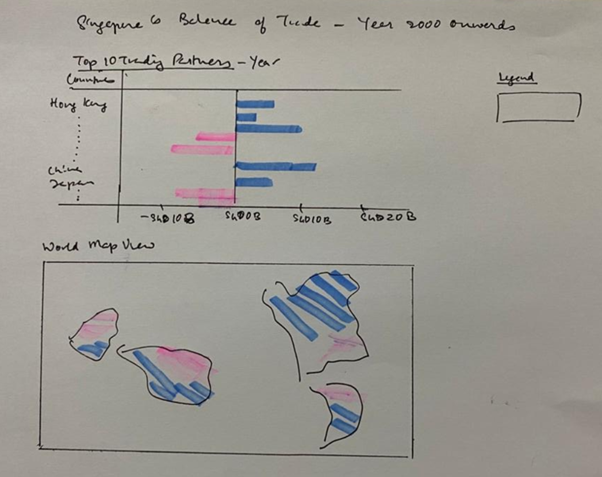 Singapore's Balance of Trade - Year 2000 onwards
Top 10 Trading Partners - Year
Countries
Legend
Hong Kong
China
Japan
-SGD10B SGD0B SGD10B SGD20B
World Map View